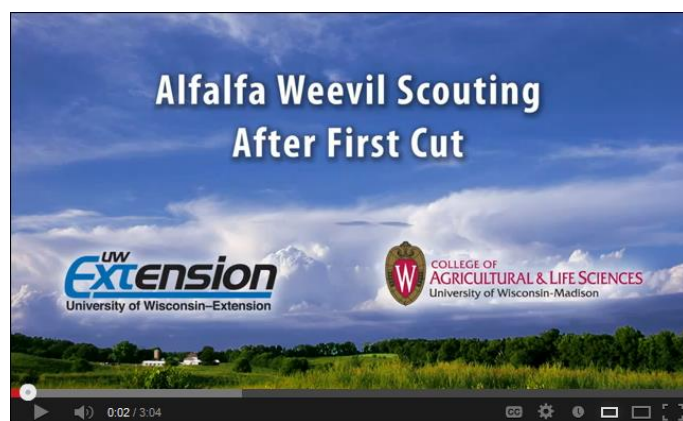 Alfalfa Weevil Scouting
After First Cut
UW
Extension
University of Wisconsin–Extension
W
COLLEGE OF
AGRICULTURAL & LIFE SCIENCES
University of Wisconsin-Madison
0:02 / 3:04
CC